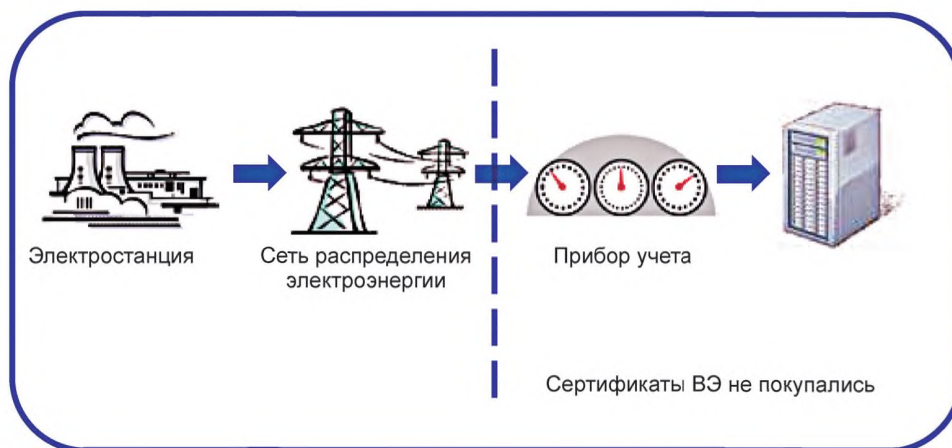 Электростанция
Сеть распределения
электроэнергии
Прибор учета
Сертификаты ВЭ не покупались